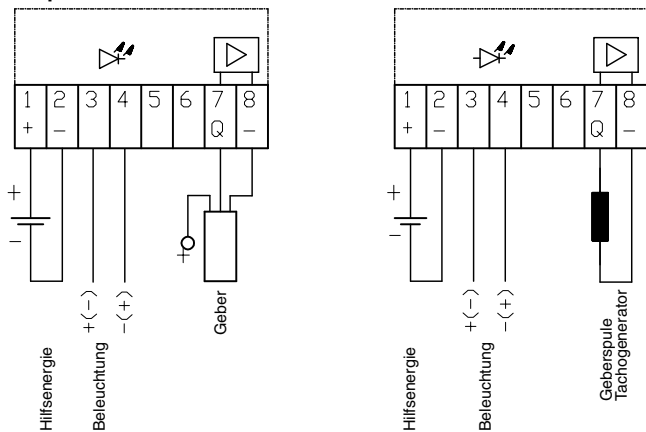 1 2 3 4 5 6 7 8
+ – Q –
+
–
+
+(–)
–(+)
Hilfsenergie
Beleuchtung
Geber
1 2 3 4 5 6 7 8
+ – Q –
+
–
+(–)
–(+)
Hilfsenergie
Beleuchtung
Geberspule
Tachogenerator